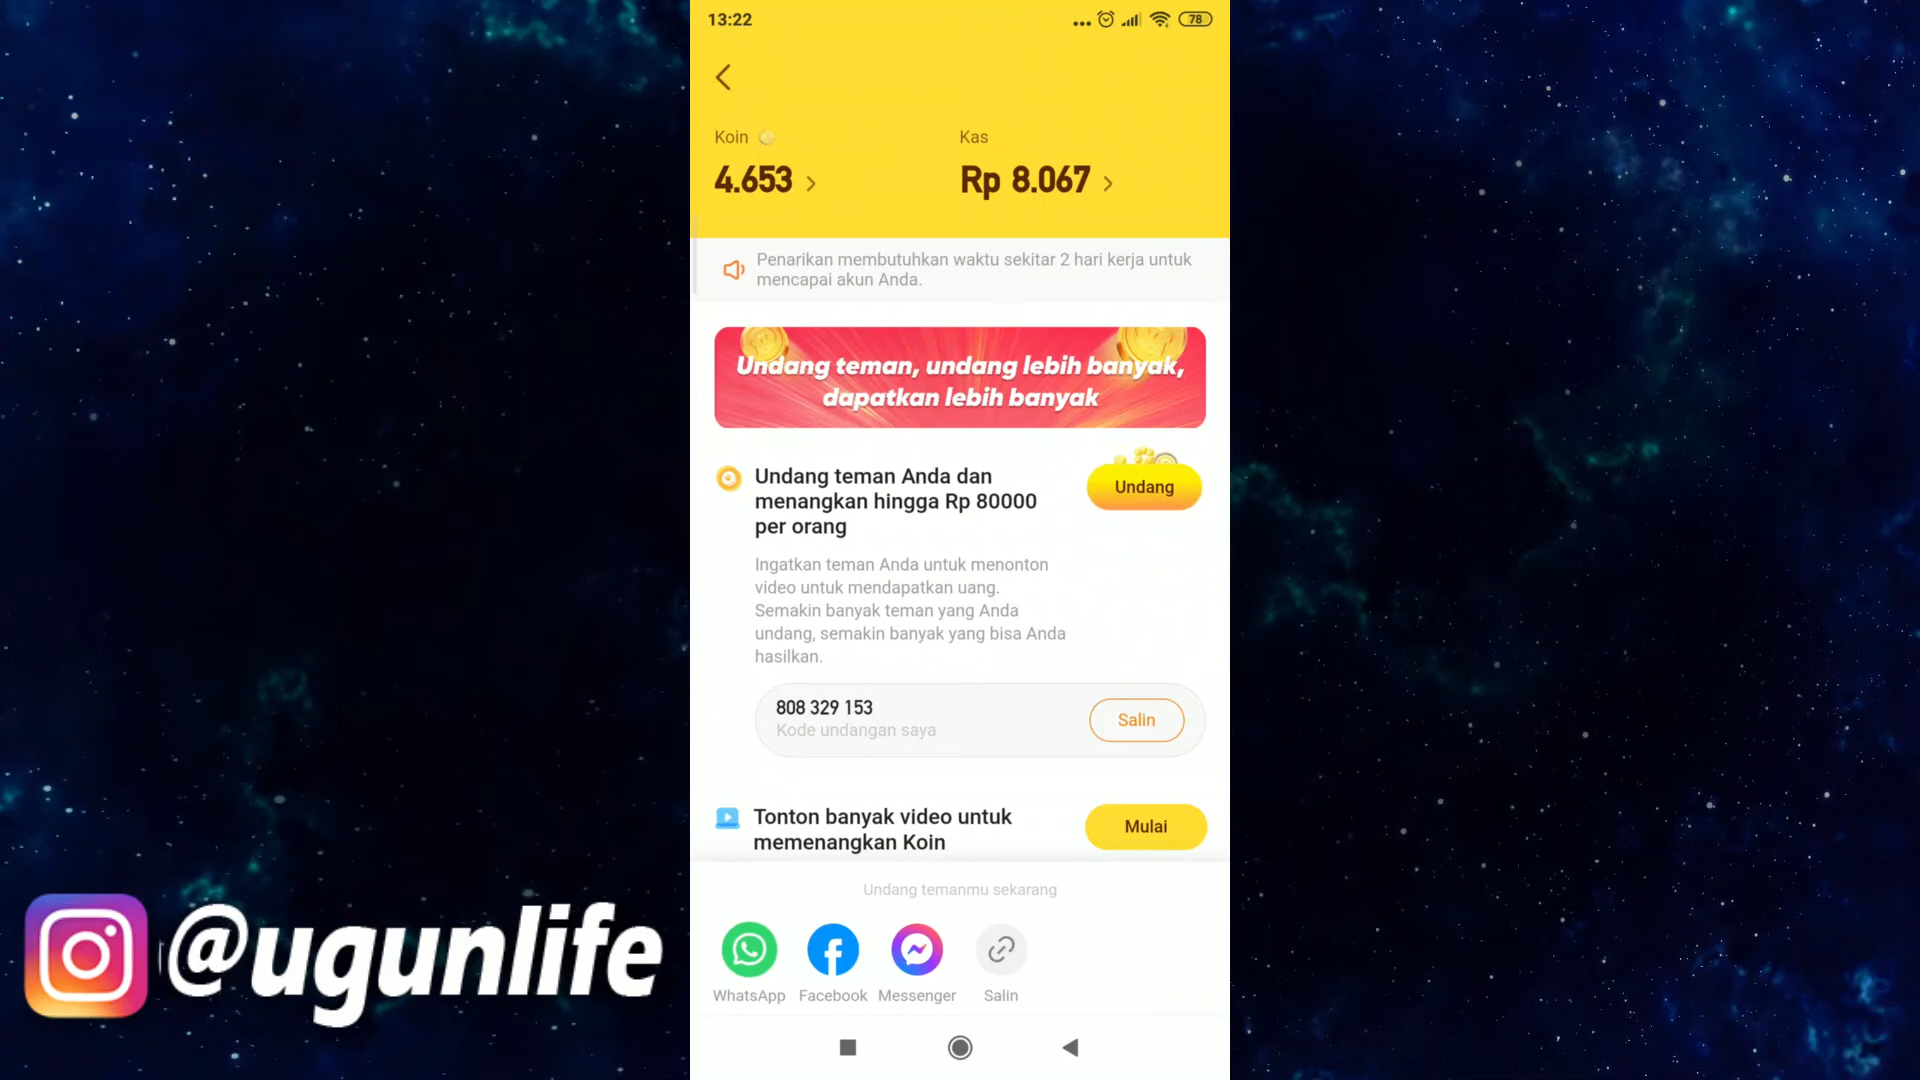 13:22
78
Koin
Kas
4.653
Rp 8.067
Penarikan membutuhkan waktu sekitar 2 hari kerja untuk
mencapai akun Anda.
Undang teman, undang lebih banyak,
dapatkan lebih banyak
Undang teman Anda dan
menangkan hingga Rp 80000
per orang
Undang
Ingatkan teman Anda untuk menonton
video untuk mendapatkan uang.
Semakin banyak teman yang Anda
undang, semakin banyak yang bisa Anda
hasilkan.
808 329 153
Kode undangan saya
Salin
Tonton banyak video untuk
memenangkan Koin
Mulai
Undang temanmu sekarang
WhatsApp
Facebook
Messenger
Salin
@ugunlife